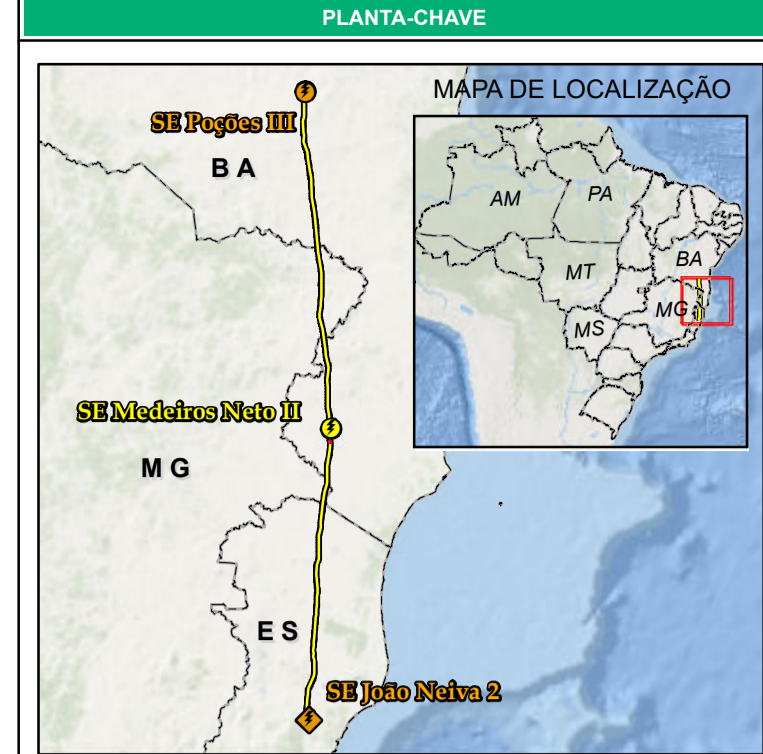 PLANTA-CHAVE
MAPA DE LOCALIZAÇÃO
SE Poções III
B A
AM
PA
BA
MT
MG
MS
SE Medeiros Neto II
M G
E S
SE João Neiva 2